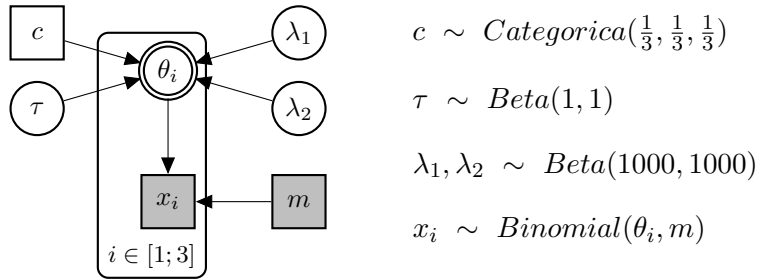 c
τ
θ_i
λ_1
λ_2
x_i
m
i ∈ [1; 3]
c ∼ Categorica(1/3, 1/3, 1/3)
τ ∼ Beta(1, 1)
λ_1, λ_2 ∼ Beta(1000, 1000)
x_i ∼ Binomial(θ_i, m)